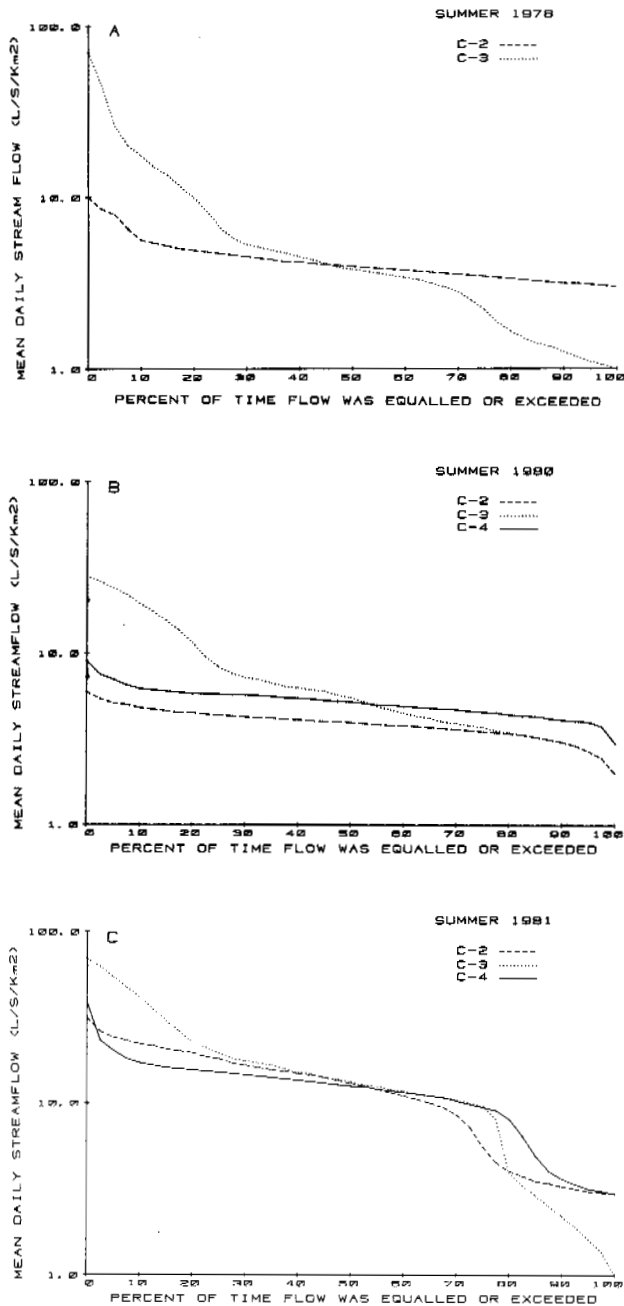 A
SUMMER 1978
C-2
C-3
MEAN DAILY STREAM FLOW (L/S/Km2)
100.0
10.0
1.0
0 10 20 30 40 50 60 70 80 90 100
PERCENT OF TIME FLOW WAS EQUALLED OR EXCEEDED
B
SUMMER 1980
C-2
C-3
C-4
MEAN DAILY STREAMFLOW (L/S/Km2)
100.0
10.0
1.0
0 10 20 30 40 50 60 70 80 90 100
PERCENT OF TIME FLOW WAS EQUALLED OR EXCEEDED
C
SUMMER 1981
C-2
C-3
C-4
MEAN DAILY STREAMFLOW (L/S/Km2)
100.0
10.0
1.0
0 10 20 30 40 50 60 70 80 90 100
PERCENT OF TIME FLOW WAS EQUALLED OR EXCEEDED